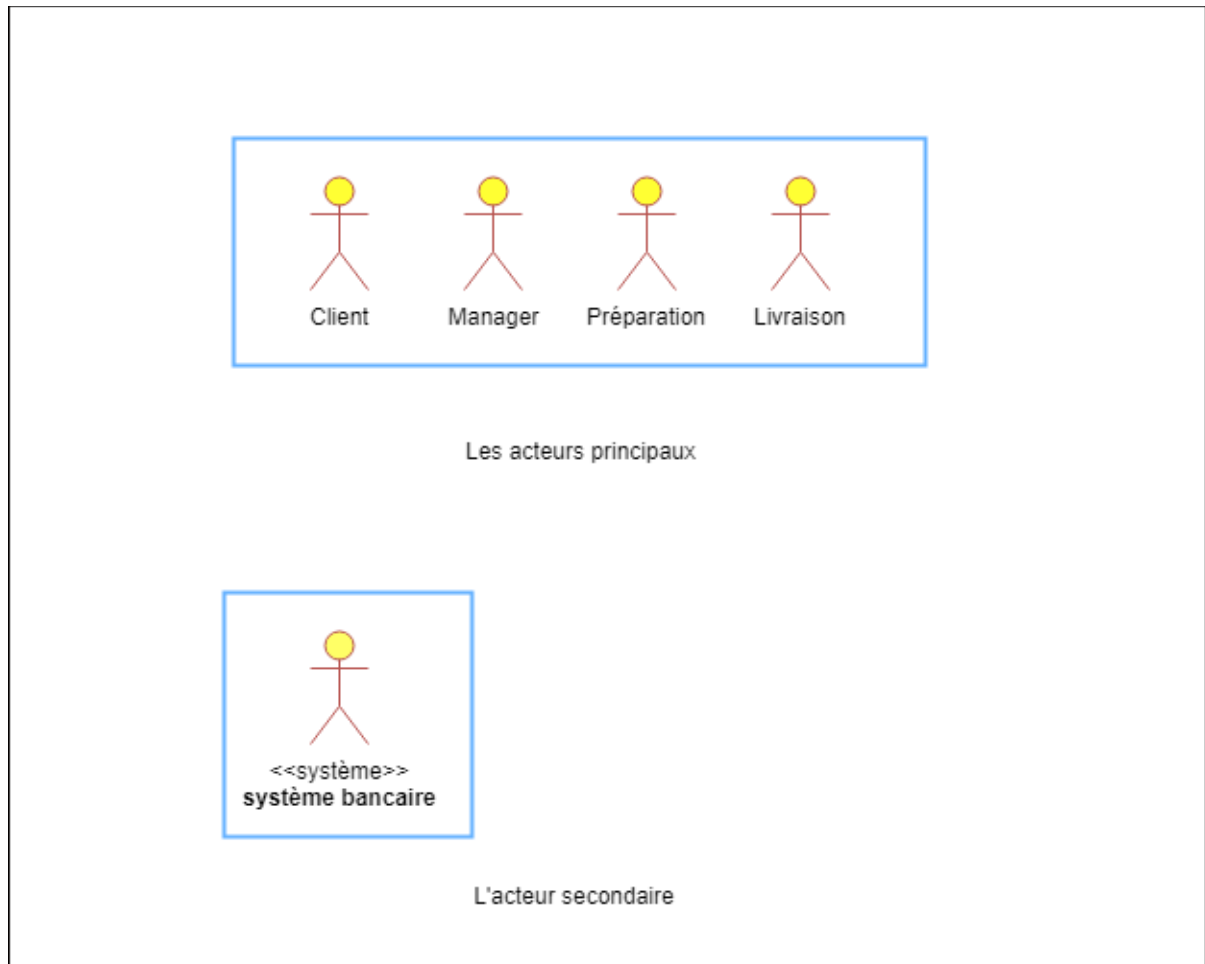 Client Manager Préparation Livraison
Les acteurs principaux
<<système>>
système bancaire
L'acteur secondaire